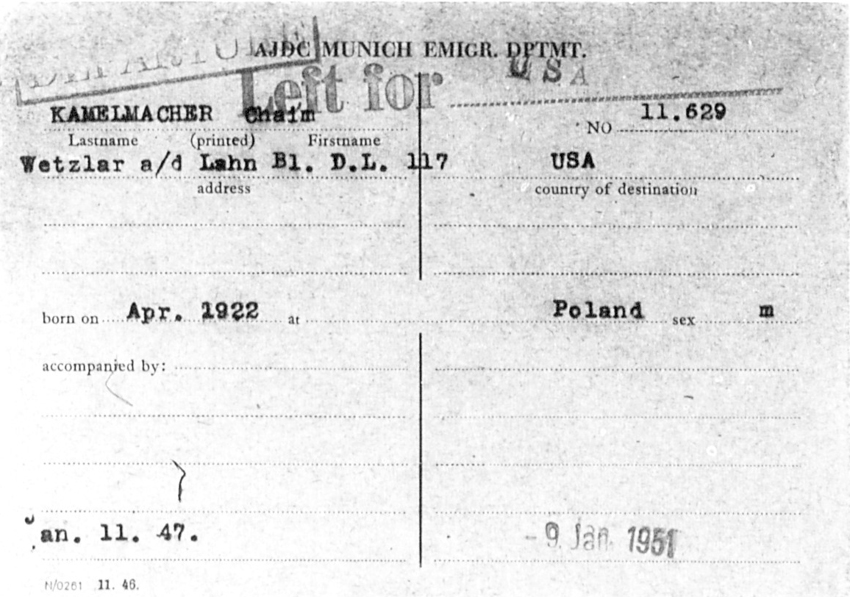 DEPARTURE
AJDC MUNICH EMIGR. DPTMT.
Left for USA
KAMELMACHER Chaim
NO 11.629
Lastname (printed) Firstname
Wetzlar a/d Lahn Bl. D.L. 117 USA
address country of destination
born on Apr. 1922 at Poland sex m
accompanied by:
Jan. 11. 47. - 9. Jan. 1951
N/0261 11. 46.